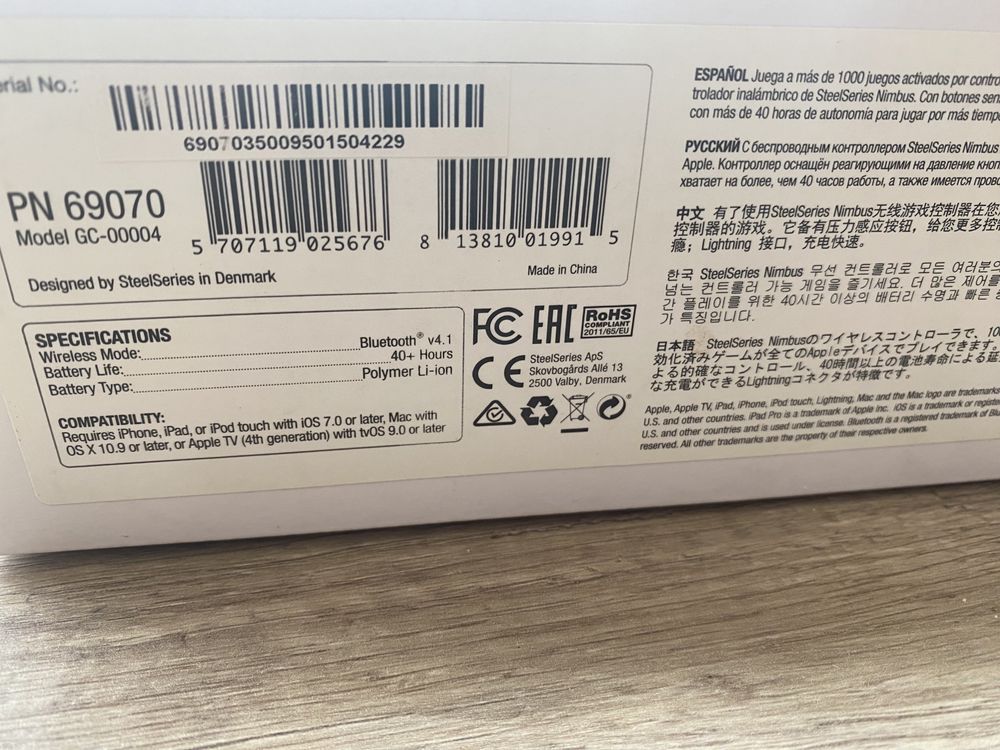 erial No.:
6907035009501504229
PN 69070
Model GC-00004
5 707119 025676
8 13810 01991 5
Designed by SteelSeries in Denmark
Made in China
SPECIFICATIONS
Wireless Mode: Bluetooth® v4.1
Battery Life: 40+ Hours
Battery Type: Polymer Li-ion
COMPATIBILITY:
Requires iPhone, iPad, or iPod touch with iOS 7.0 or later, Mac with
OS X 10.9 or later, or Apple TV (4th generation) with tvOS 9.0 or later
FC EAC RoHS
COMPLIANT
2011/65/EU
CE
SteelSeries ApS
Skovbogårds Allé 13
2500 Valby, Denmark
ESPAÑOL Juega a más de 1000 juegos activados por contro
trolador inalámbrico de SteelSeries Nimbus. Con botones sen
con más de 40 horas de autonomía para jugar por más tiemp
РУССКИЙ С беспроводным контроллером SteelSeries Nimbus
Apple. Контроллер оснащён реагирующими на давление кноп
хватает на более, чем 40 часов работы, а также имеется прово
中文 有了使用SteelSeries Nimbus无线游戏控制器在您
控制器的游戏。它备有压力感应按钮，给您更多控
瘾；Lightning 接口，充电快速。
한국 SteelSeries Nimbus 무선 컨트롤러로 모든 여러분의
넘는 컨트롤러 가능 게임을 즐기세요. 더 많은 제어를
간 플레이를 위한 40시간 이상의 배터리 수명과 빠른
가 특징입니다.
日本語 SteelSeries Nimbusのワイヤレスコントローラで、100
効化済みゲームが全てのAppleデバイスでプレイできます。
よる的確なコントロール、40時間以上の電池寿命による延
な充電ができるLightningコネクタが特徴です。
Apple, Apple TV, iPad, iPhone, iPod touch, Lightning, Mac and the Mac logo are trademarks
U.S. and other countries. iPad Pro is a trademark of Apple Inc. iOS is a trademark or registe
U.S. and other countries and is used under license. Bluetooth is a registered trademark of Blu
reserved. All other trademarks are the property of their respective owners.